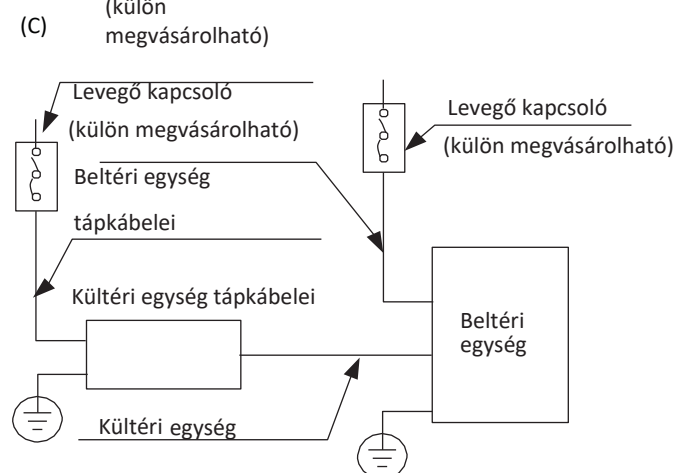 (külön
(C)
megvásárolható)
Levegő kapcsoló
(külön megvásárolható)
Levegő kapcsoló
(külön megvásárolható)
Beltéri egység
tápkábelei
Kültéri egység tápkábelei
Beltéri
egység
Kültéri egység